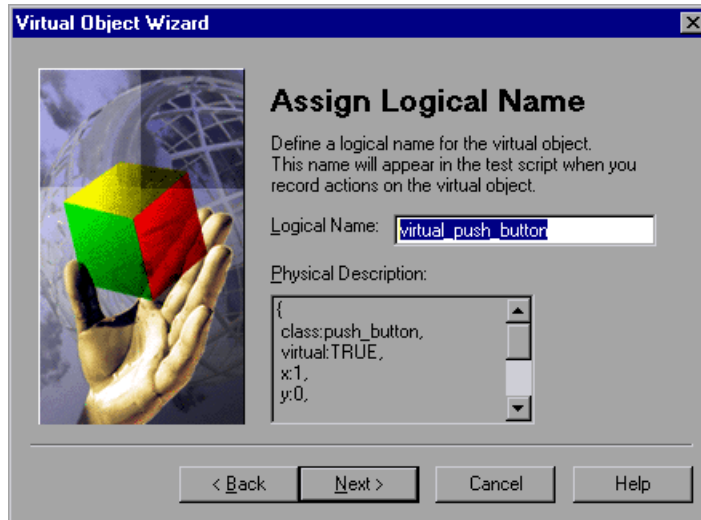 Virtual Object Wizard
Assign Logical Name
Define a logical name for the virtual object.
This name will appear in the test script when you
record actions on the virtual object.
Logical Name: virtual_push_button
Physical Description:
{
class:push_button,
virtual:TRUE,
x:1,
y:0,
< Back Next > Cancel Help